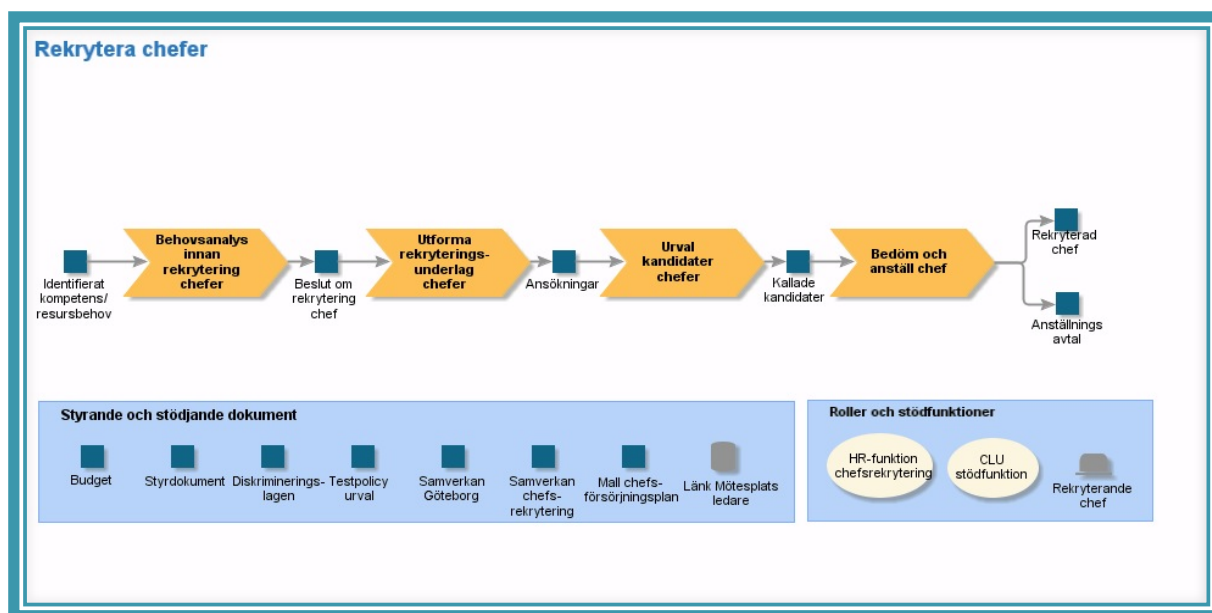 Rekrytera chefer
Behovsanalys
innan
rekrytering
chefer
Utforma
rekryterings-
underlag
chefer
Urval
kandidater
chefer
Bedöm och
anställ chef
Identifierat
kompetens/
resursbehov
Beslut om
rekrytering
chef
Ansökningar
Kallade
kandidater
Rekryterad
chef
Anställnings
avtal
Styrande och stödjande dokument
Budget
Styrdokument
Diskriminerings-
lagen
Testpolicy
urval
Samverkan
Göteborg
Samverkan
chefs-
rekrytering
Mall chefs-
försörjningsplan
Länk Mötesplats
ledare
Roller och stödfunktioner
HR-funktion
chefsrekrytering
CLU
stödfunktion
Rekryterande
chef